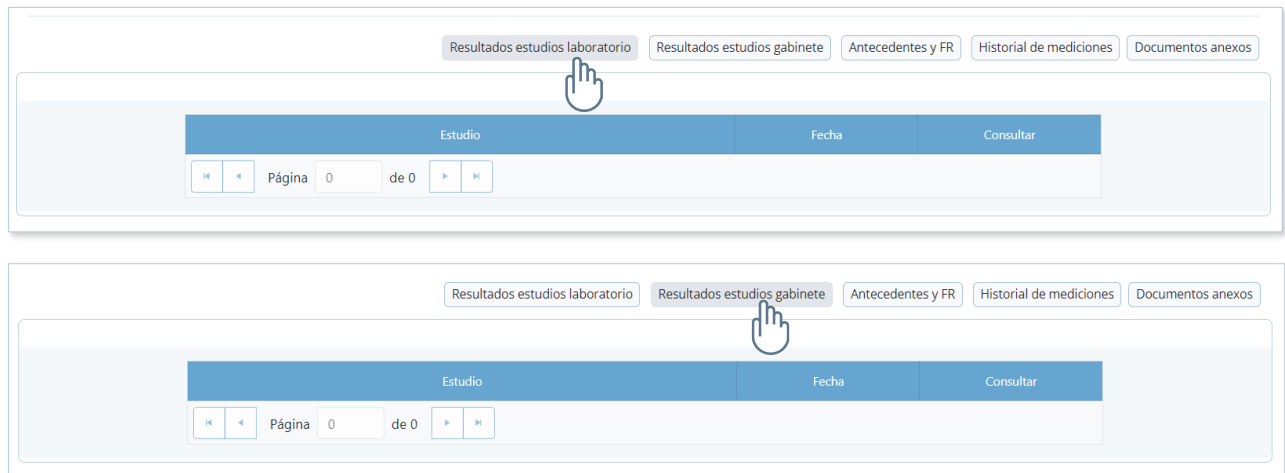 Resultados estudios laboratorio Resultados estudios gabinete Antecedentes y FR Historial de mediciones Documentos anexos
Estudio Fecha Consultar
Página 0 de 0
Resultados estudios laboratorio Resultados estudios gabinete Antecedentes y FR Historial de mediciones Documentos anexos
Estudio Fecha Consultar
Página 0 de 0